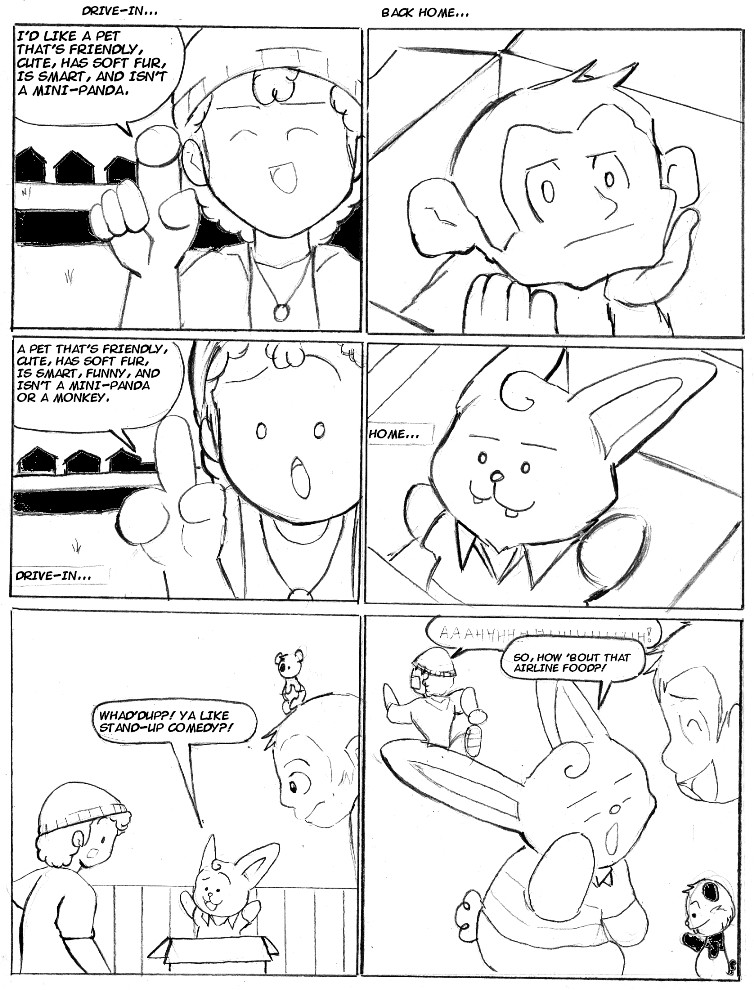 DRIVE-IN...
BACK HOME...
I'D LIKE A PET
THAT'S FRIENDLY,
CUTE, HAS SOFT FUR,
IS SMART, AND ISN'T
A MINI-PANDA.
A PET THAT'S FRIENDLY,
CUTE, HAS SOFT FUR,
IS SMART, FUNNY, AND
ISN'T A MINI-PANDA
OR A MONKEY.
DRIVE-IN...
HOME...
WHAD'DUPP?! YA LIKE
STAND-UP COMEDY?!
SO, HOW 'BOUT THAT
AIRLINE FOOD?!